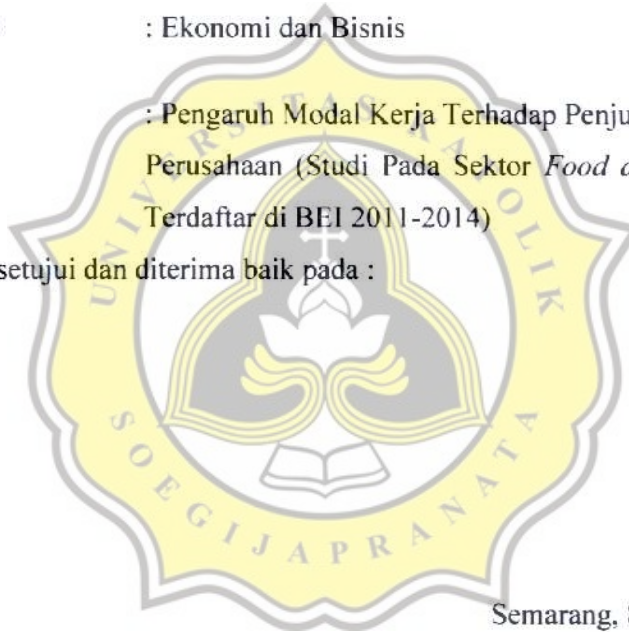 : Ekonomi dan Bisnis
: Pengaruh Modal Kerja Terhadap
Perusahaan (Studi Pada Sektor Food
Terdaftar di BEI 2011-2014)
setujui dan diterima baik pada :
UNIVERSITAS KATOLIK
SOEGIJAPRANATA
Semarang,